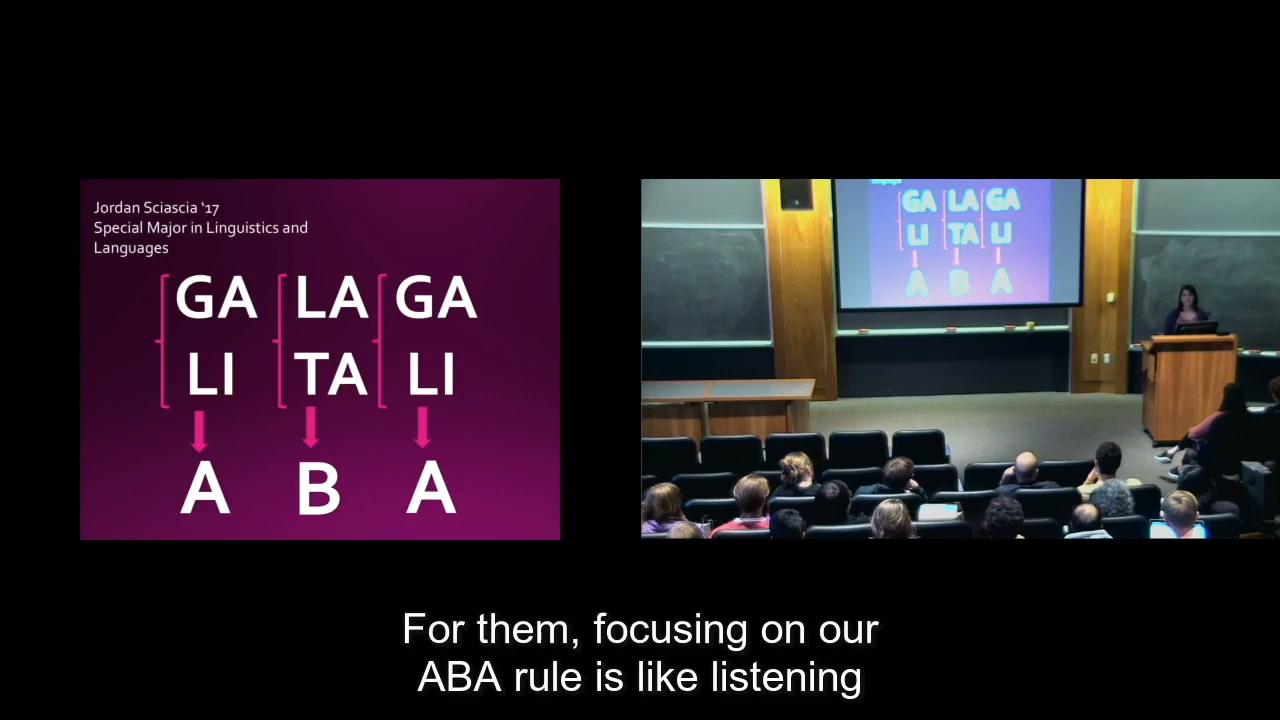 Jordan Sciascia ‘17
Special Major in Linguistics and
Languages
GA LA GA
LI TA LI
A B A
GA LA GA
LI TA LI
A B A
For them, focusing on our
ABA rule is like listening